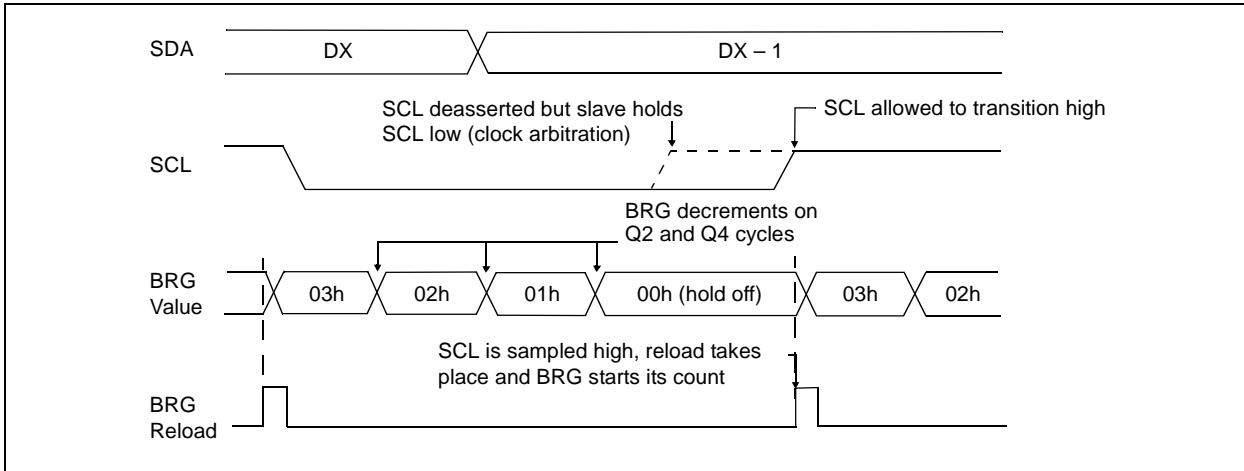 SDA
DX
DX – 1
SCL deasserted but slave holds
SCL low (clock arbitration)
SCL allowed to transition high
SCL
BRG decrements on
Q2 and Q4 cycles
BRG
Value
03h
02h
01h
00h (hold off)
03h
02h
SCL is sampled high, reload takes
place and BRG starts its count
BRG
Reload